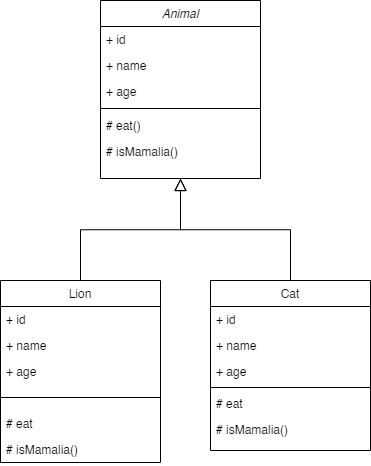 Animal
+ id
+ name
+ age
# eat()
# isMamalia()
Lion
+ id
+ name
+ age
# eat
# isMamalia()
Cat
+ id
+ name
+ age
# eat
# isMamalia()